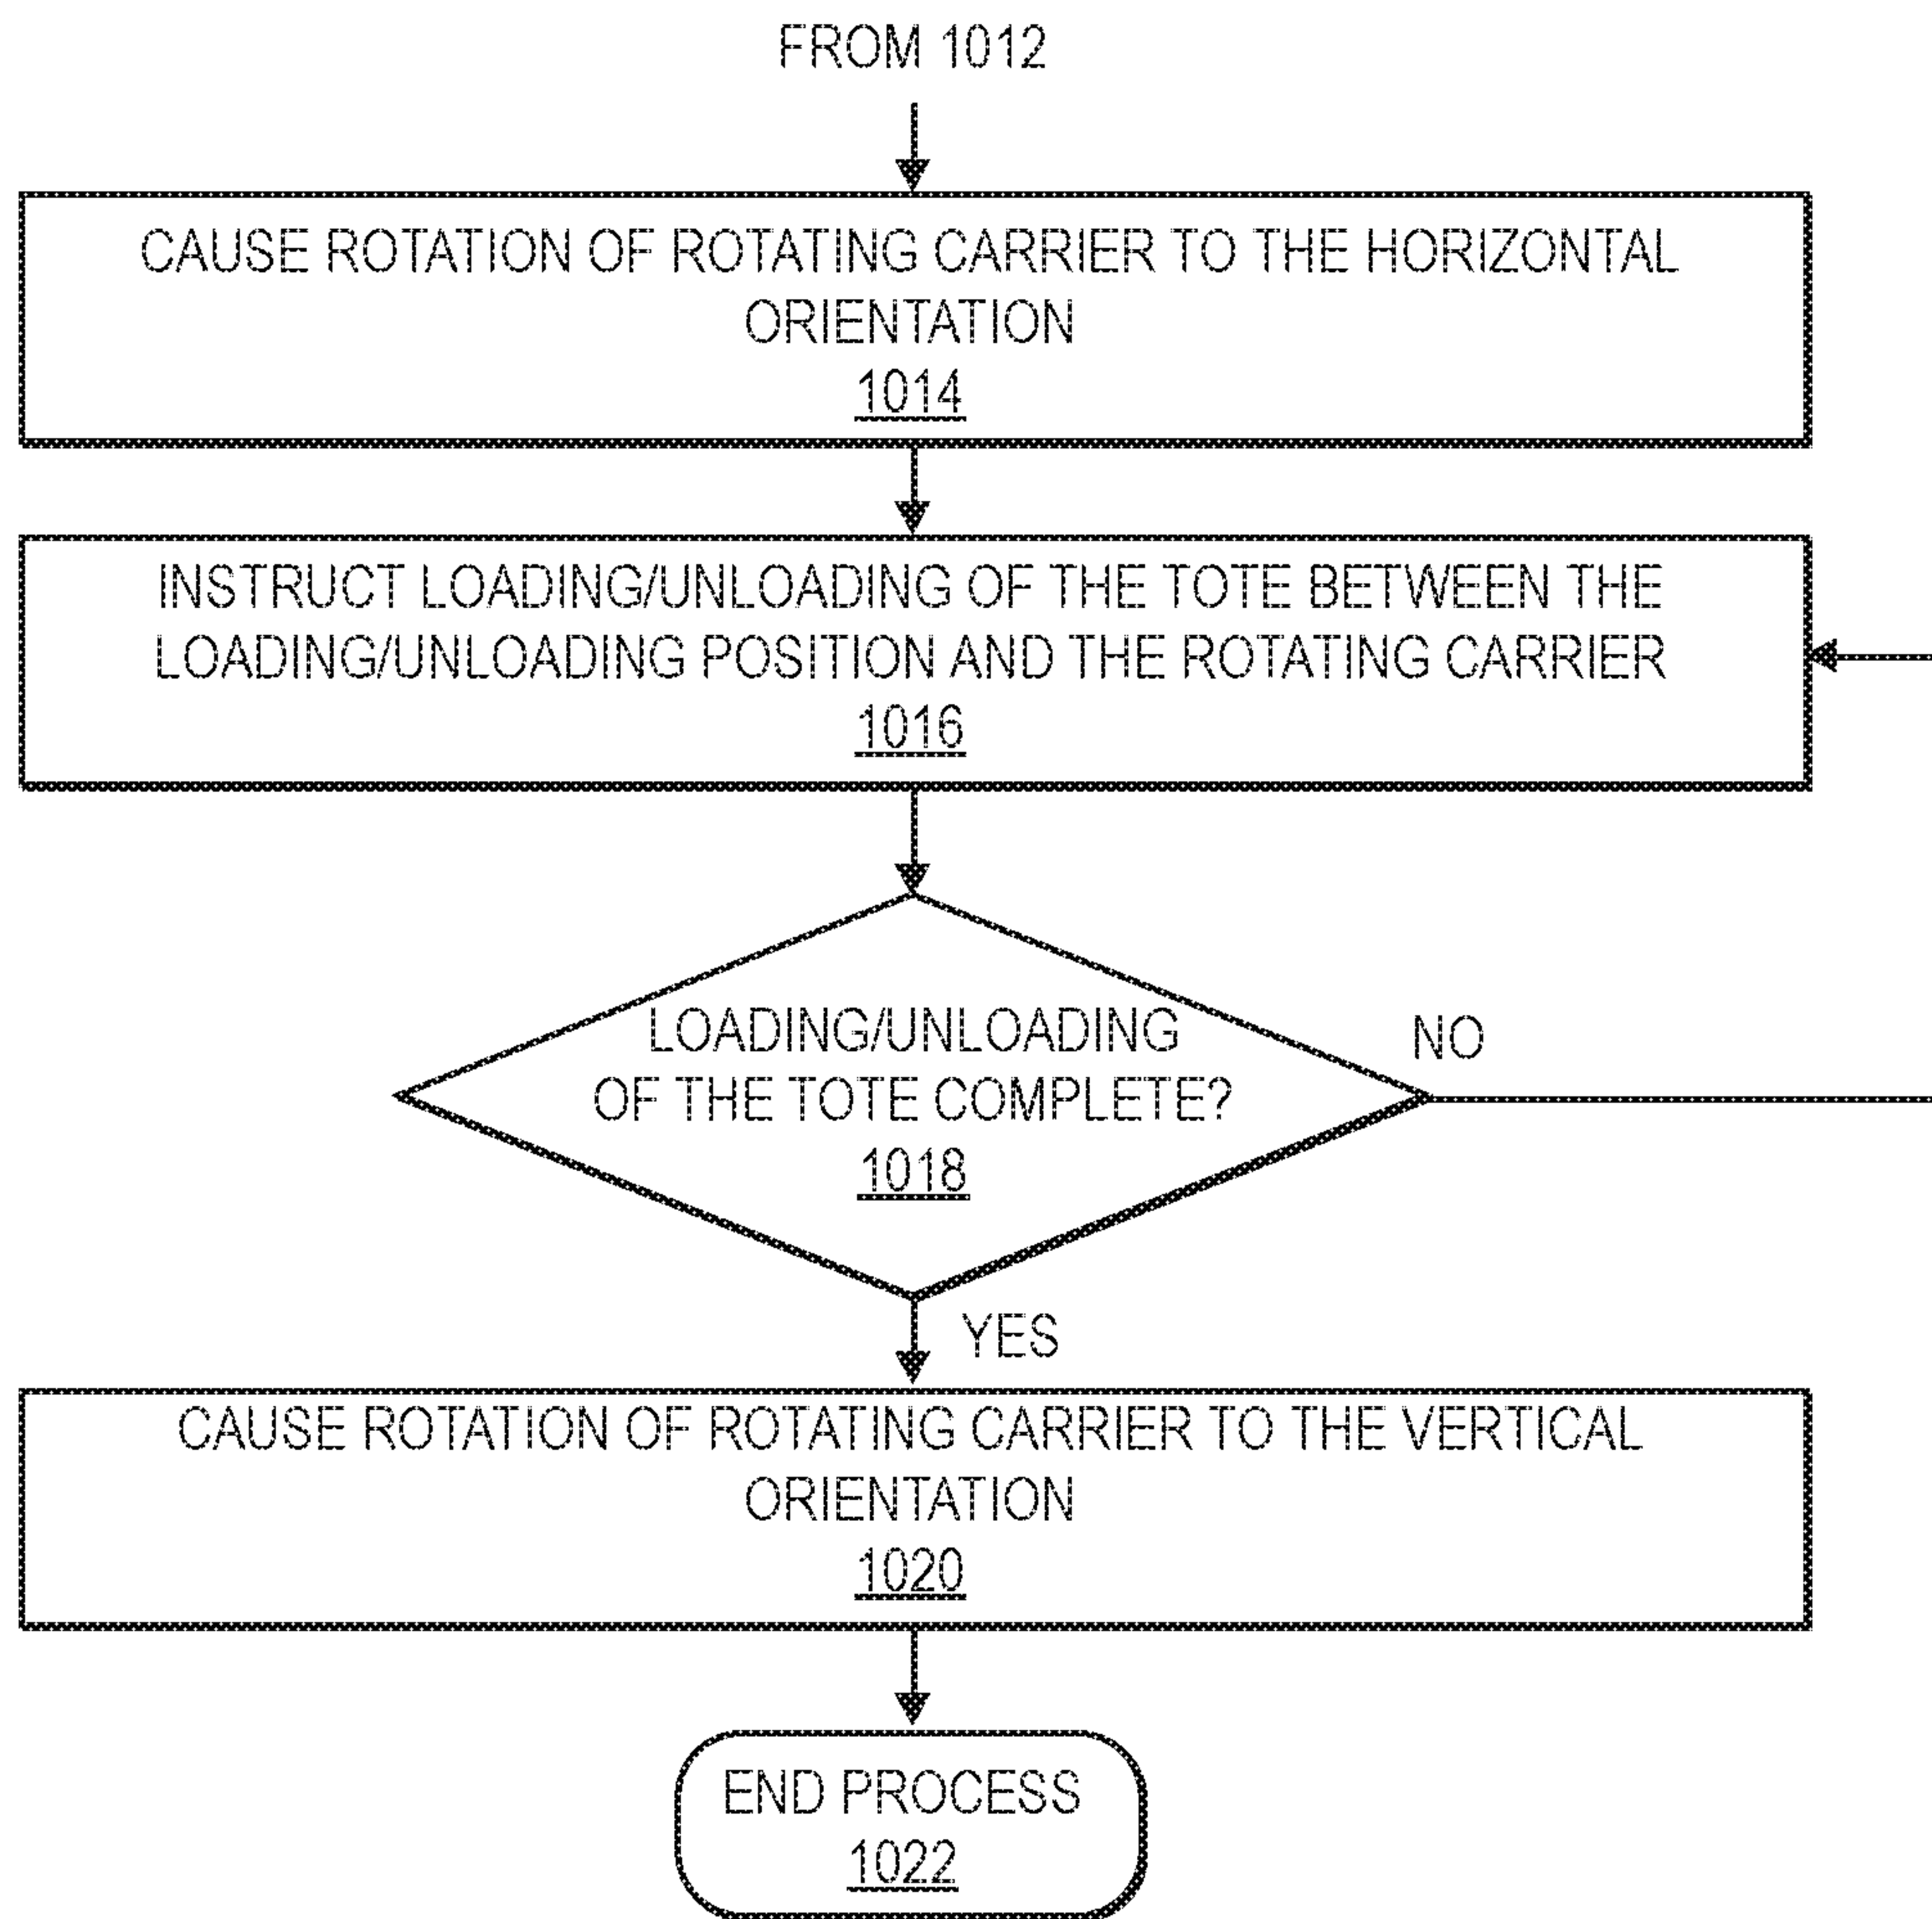 FROM 1012
CAUSE ROTATION OF ROTATING CARRIER TO THE HORIZONTAL
ORIENTATION
1014
INSTRUCT LOADING/UNLOADING OF THE TOTE BETWEEN THE
LOADING/UNLOADING POSITION AND THE ROTATING CARRIER
1016
LOADING/UNLOADING
OF THE TOTE COMPLETE?
1018
NO
YES
CAUSE ROTATION OF ROTATING CARRIER TO THE VERTICAL
ORIENTATION
1020
END PROCESS
1022